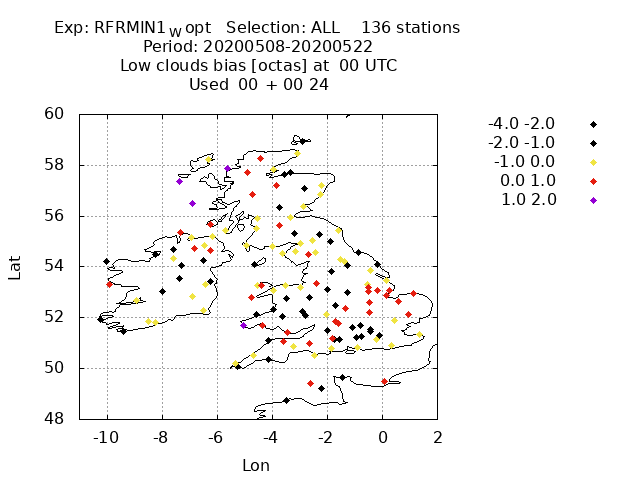 Exp: RFRMIN1 W opt Selection: ALL 136 stations
Period: 20200508-20200522
Low clouds bias [octas] at 00 UTC
Used 00 + 00 24
-4.0 -2.0
-2.0 -1.0
-1.0 0.0
0.0 1.0
1.0 2.0
60
58
56
54
52
50
48
Lat
-10 -8 -6 -4 -2 0 2
Lon